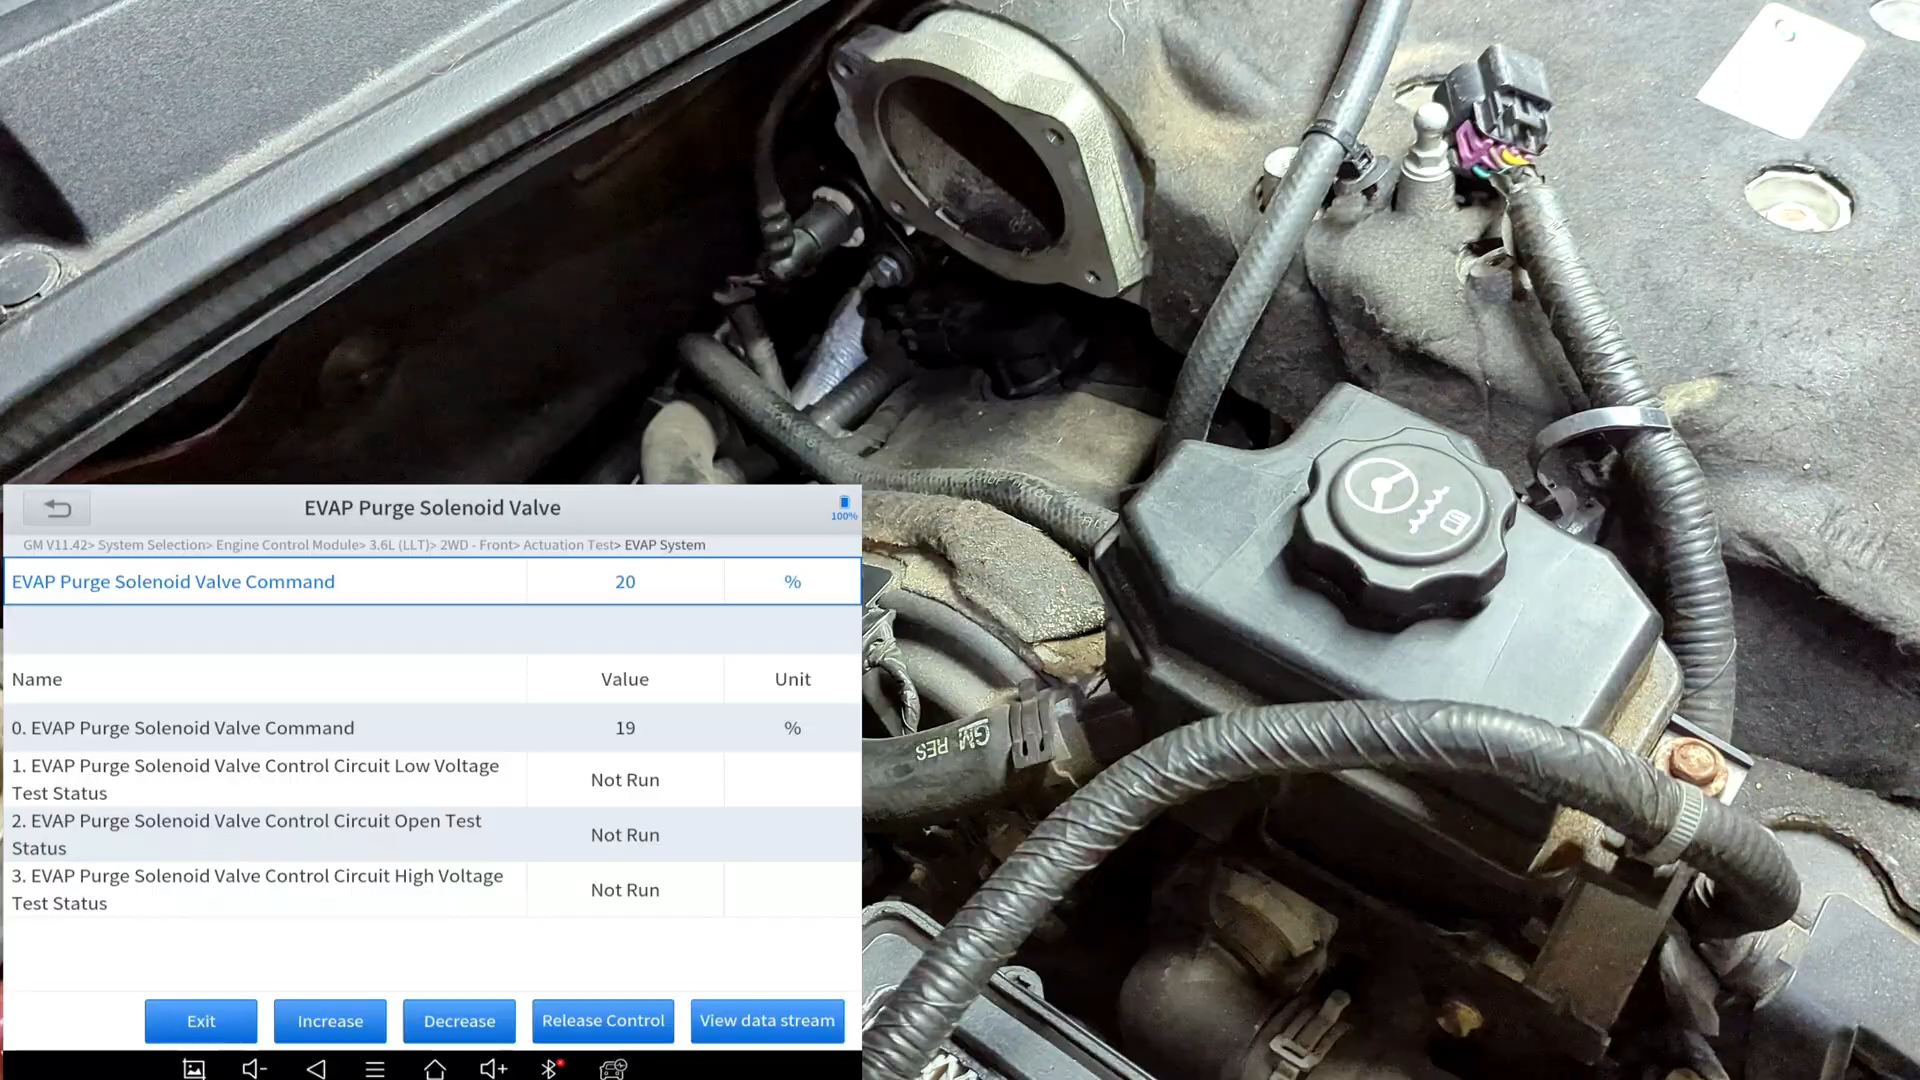 EVAP Purge Solenoid Valve
100%
GM V11.42> System Selection> Engine Control Module> 3.6L (LLT)> 2WD - Front> Actuation Test> EVAP System
EVAP Purge Solenoid Valve Command 20 %
Name Value Unit
0. EVAP Purge Solenoid Valve Command 19 %
1. EVAP Purge Solenoid Valve Control Circuit Low Voltage
Test Status Not Run
2. EVAP Purge Solenoid Valve Control Circuit Open Test
Status Not Run
3. EVAP Purge Solenoid Valve Control Circuit High Voltage
Test Status Not Run
Exit Increase Decrease Release Control View data stream
GM RES